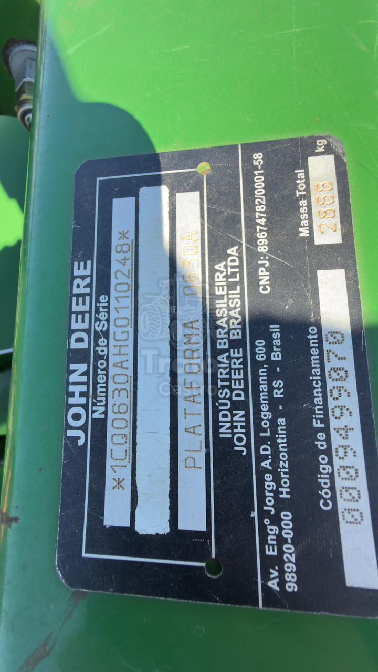 JOHN DEERE
Número de Série
*1CQ0630AHG0110248*
PLATAFORMA
INDÚSTRIA BRASILEIRA
JOHN DEERE BRASIL LTDA
CNPJ: 89674782/0001-58
Av. Engº Jorge A.D. Logemann, 600
98920-000 Horizontina - RS - Brasil
Massa Total
kg
Código de Financiamento